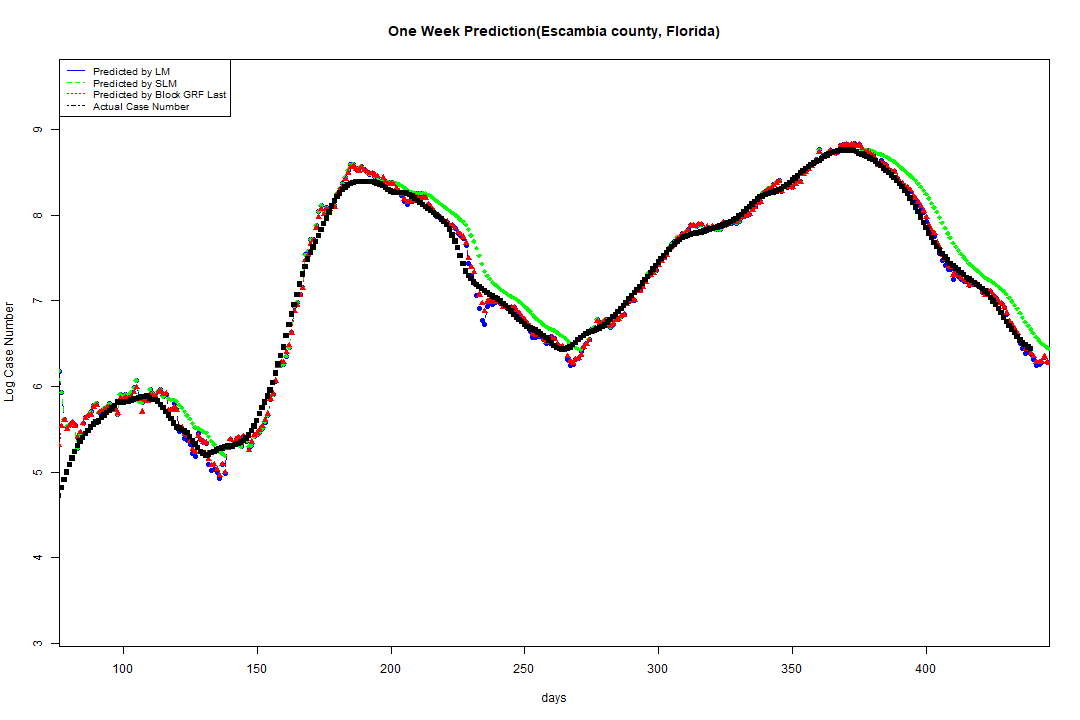 One Week Prediction(Escambia county, Florida)
Predicted by LM
Predicted by SLM
Predicted by Block GRF Last
Actual Case Number
Log Case Number
9
8
7
6
5
4
3
100 150 200 250 300 350 400
days